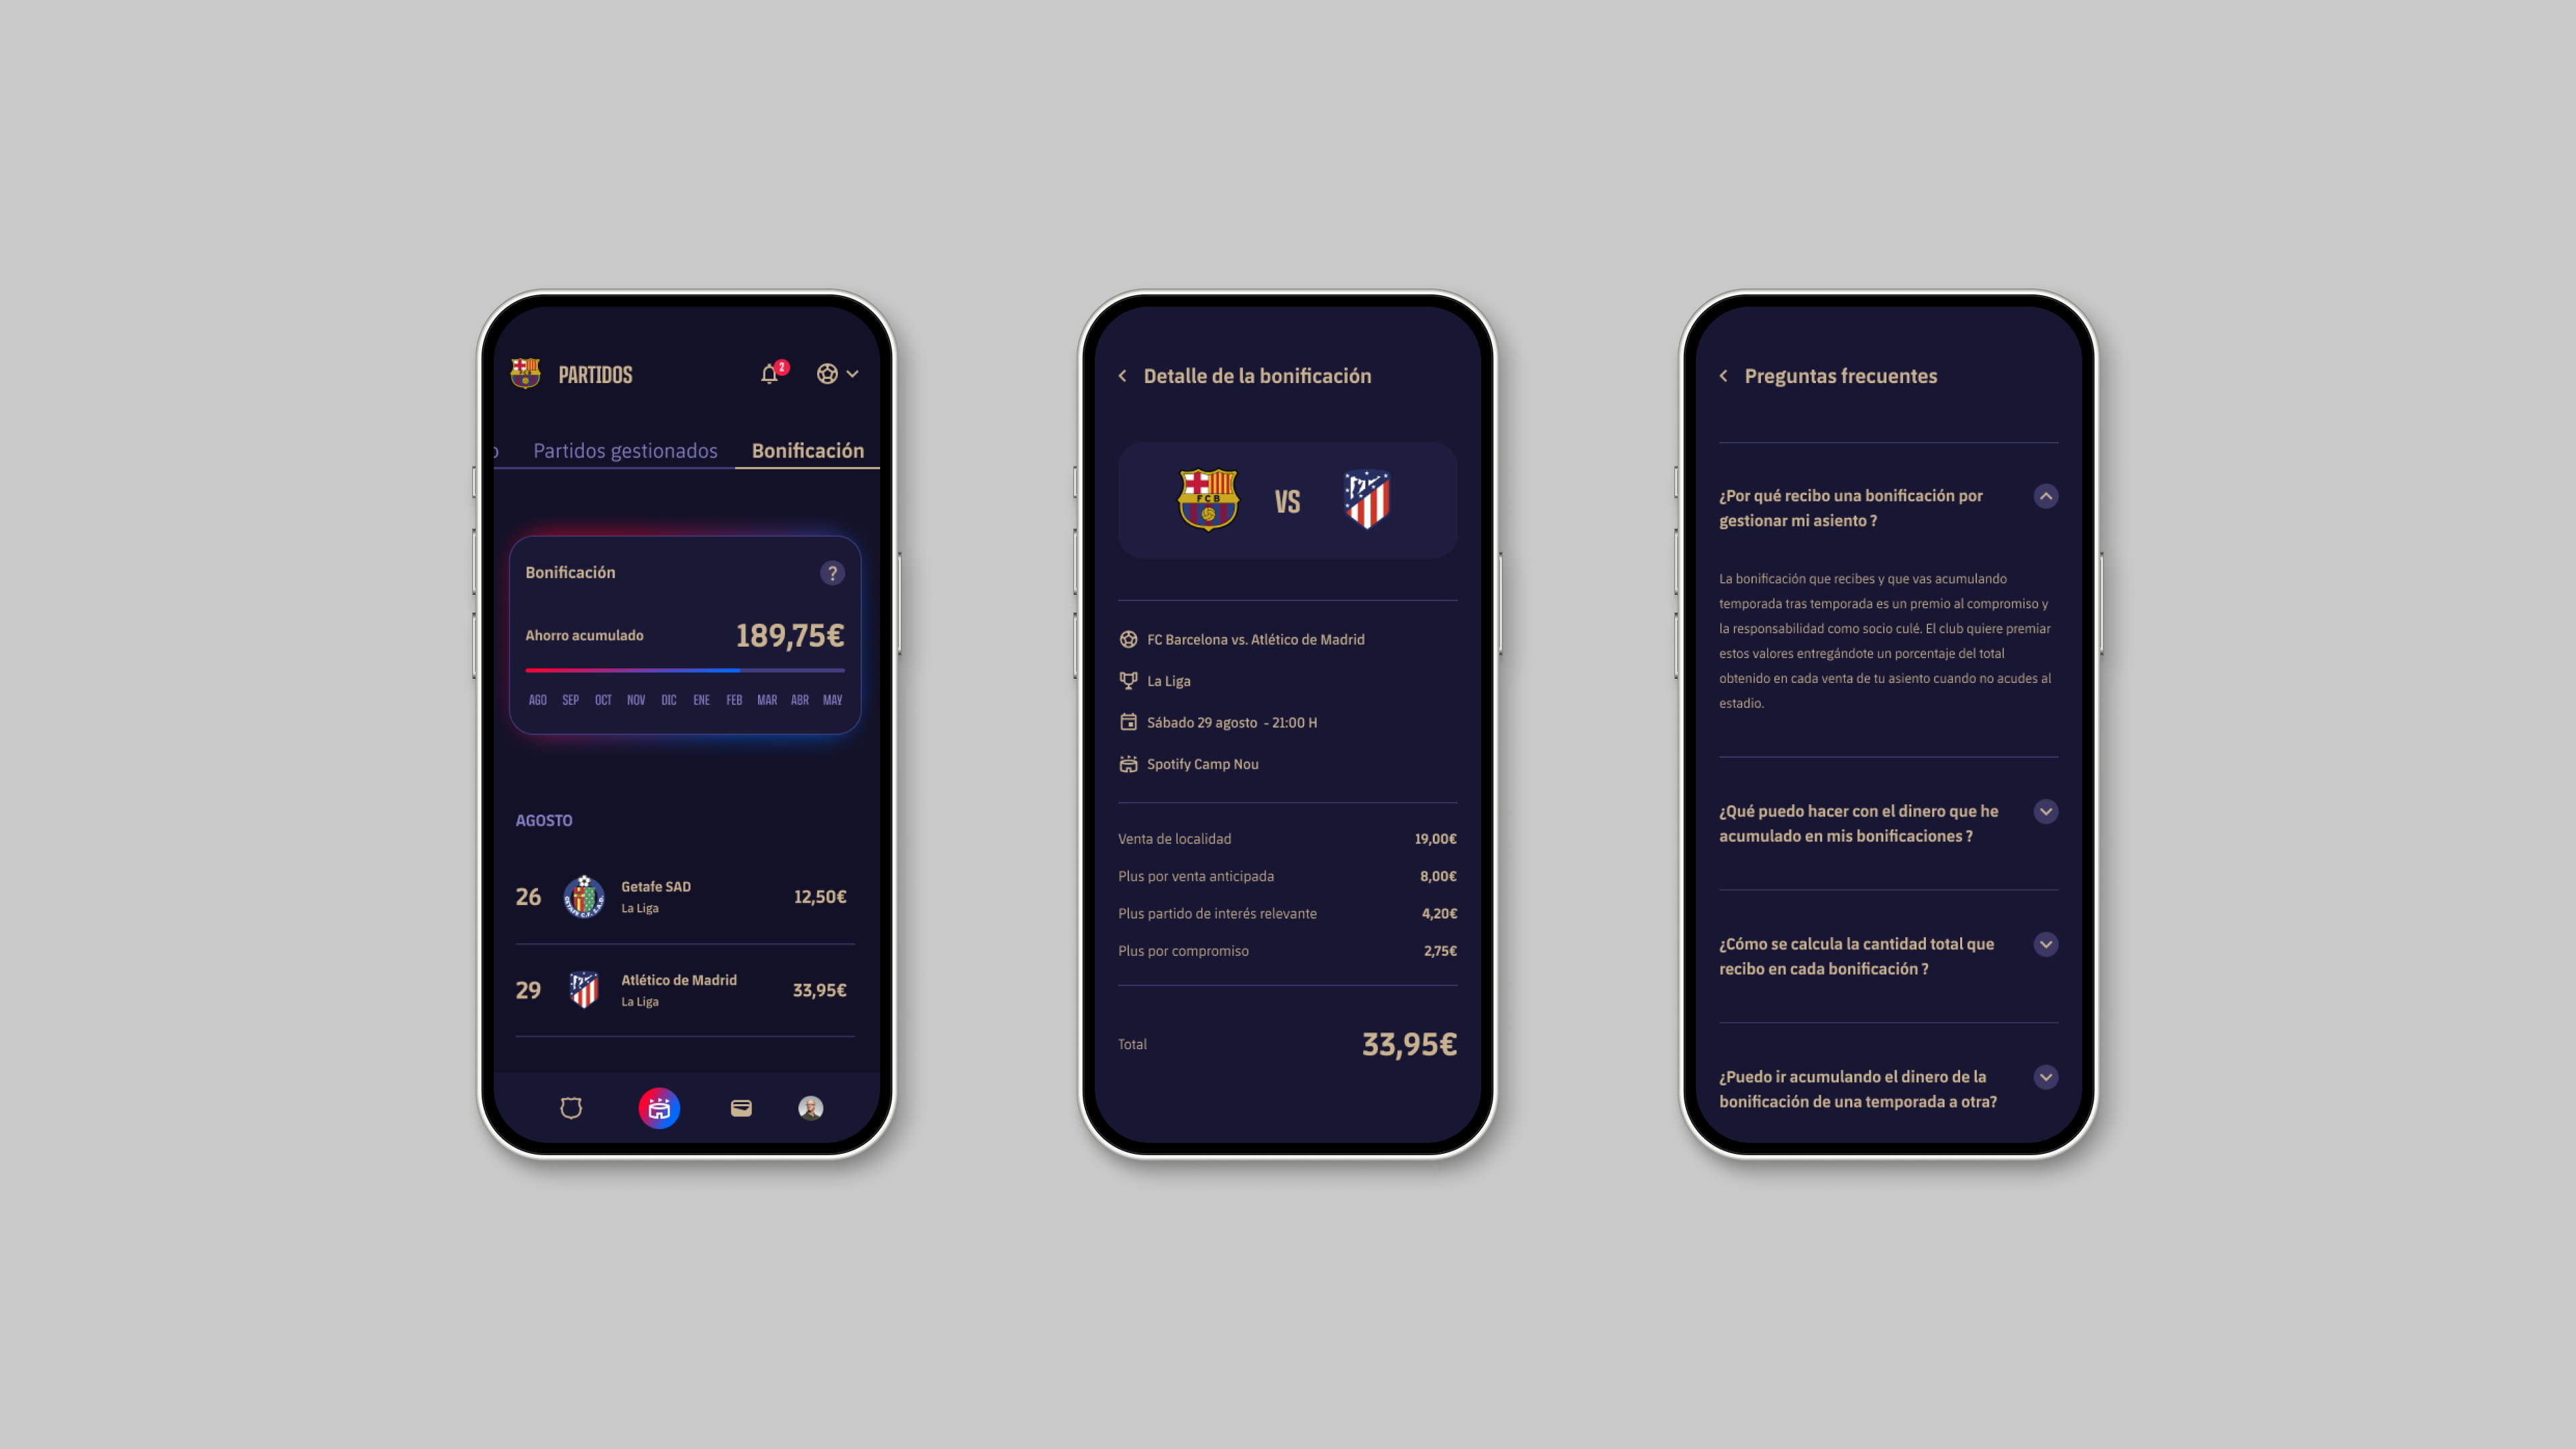 PARTIDOS
2
Partidos gestionados
Bonificación
Bonificación
?
Ahorro acumulado
189,75€
AGO SEP OCT NOV DIC ENE FEB MAR ABR MAY
AGOSTO
26
Getafe SAD
La Liga
12,50€
29
Atlético de Madrid
La Liga
33,95€
Detalle de la bonificación
FCB
VS
FC Barcelona vs. Atlético de Madrid
La Liga
Sábado 29 agosto - 21:00 H
Spotify Camp Nou
Venta de localidad 19,00€
Plus por venta anticipada 8,00€
Plus partido de interés relevante 4,20€
Plus por compromiso 2,75€
Total 33,95€
Preguntas frecuentes
¿Por qué recibo una bonificación por
gestionar mi asiento ?
La bonificación que recibes y que vas acumulando
temporada tras temporada es un premio al compromiso y
la responsabilidad como socio culé. El club quiere premiar
estos valores entregándote un porcentaje del total
obtenido en cada venta de tu asiento cuando no acudes al
estadio.
¿Qué puedo hacer con el dinero que he
acumulado en mis bonificaciones ?
¿Cómo se calcula la cantidad total que
recibo en cada bonificación ?
¿Puedo ir acumulando el dinero de la
bonificación de una temporada a otra?